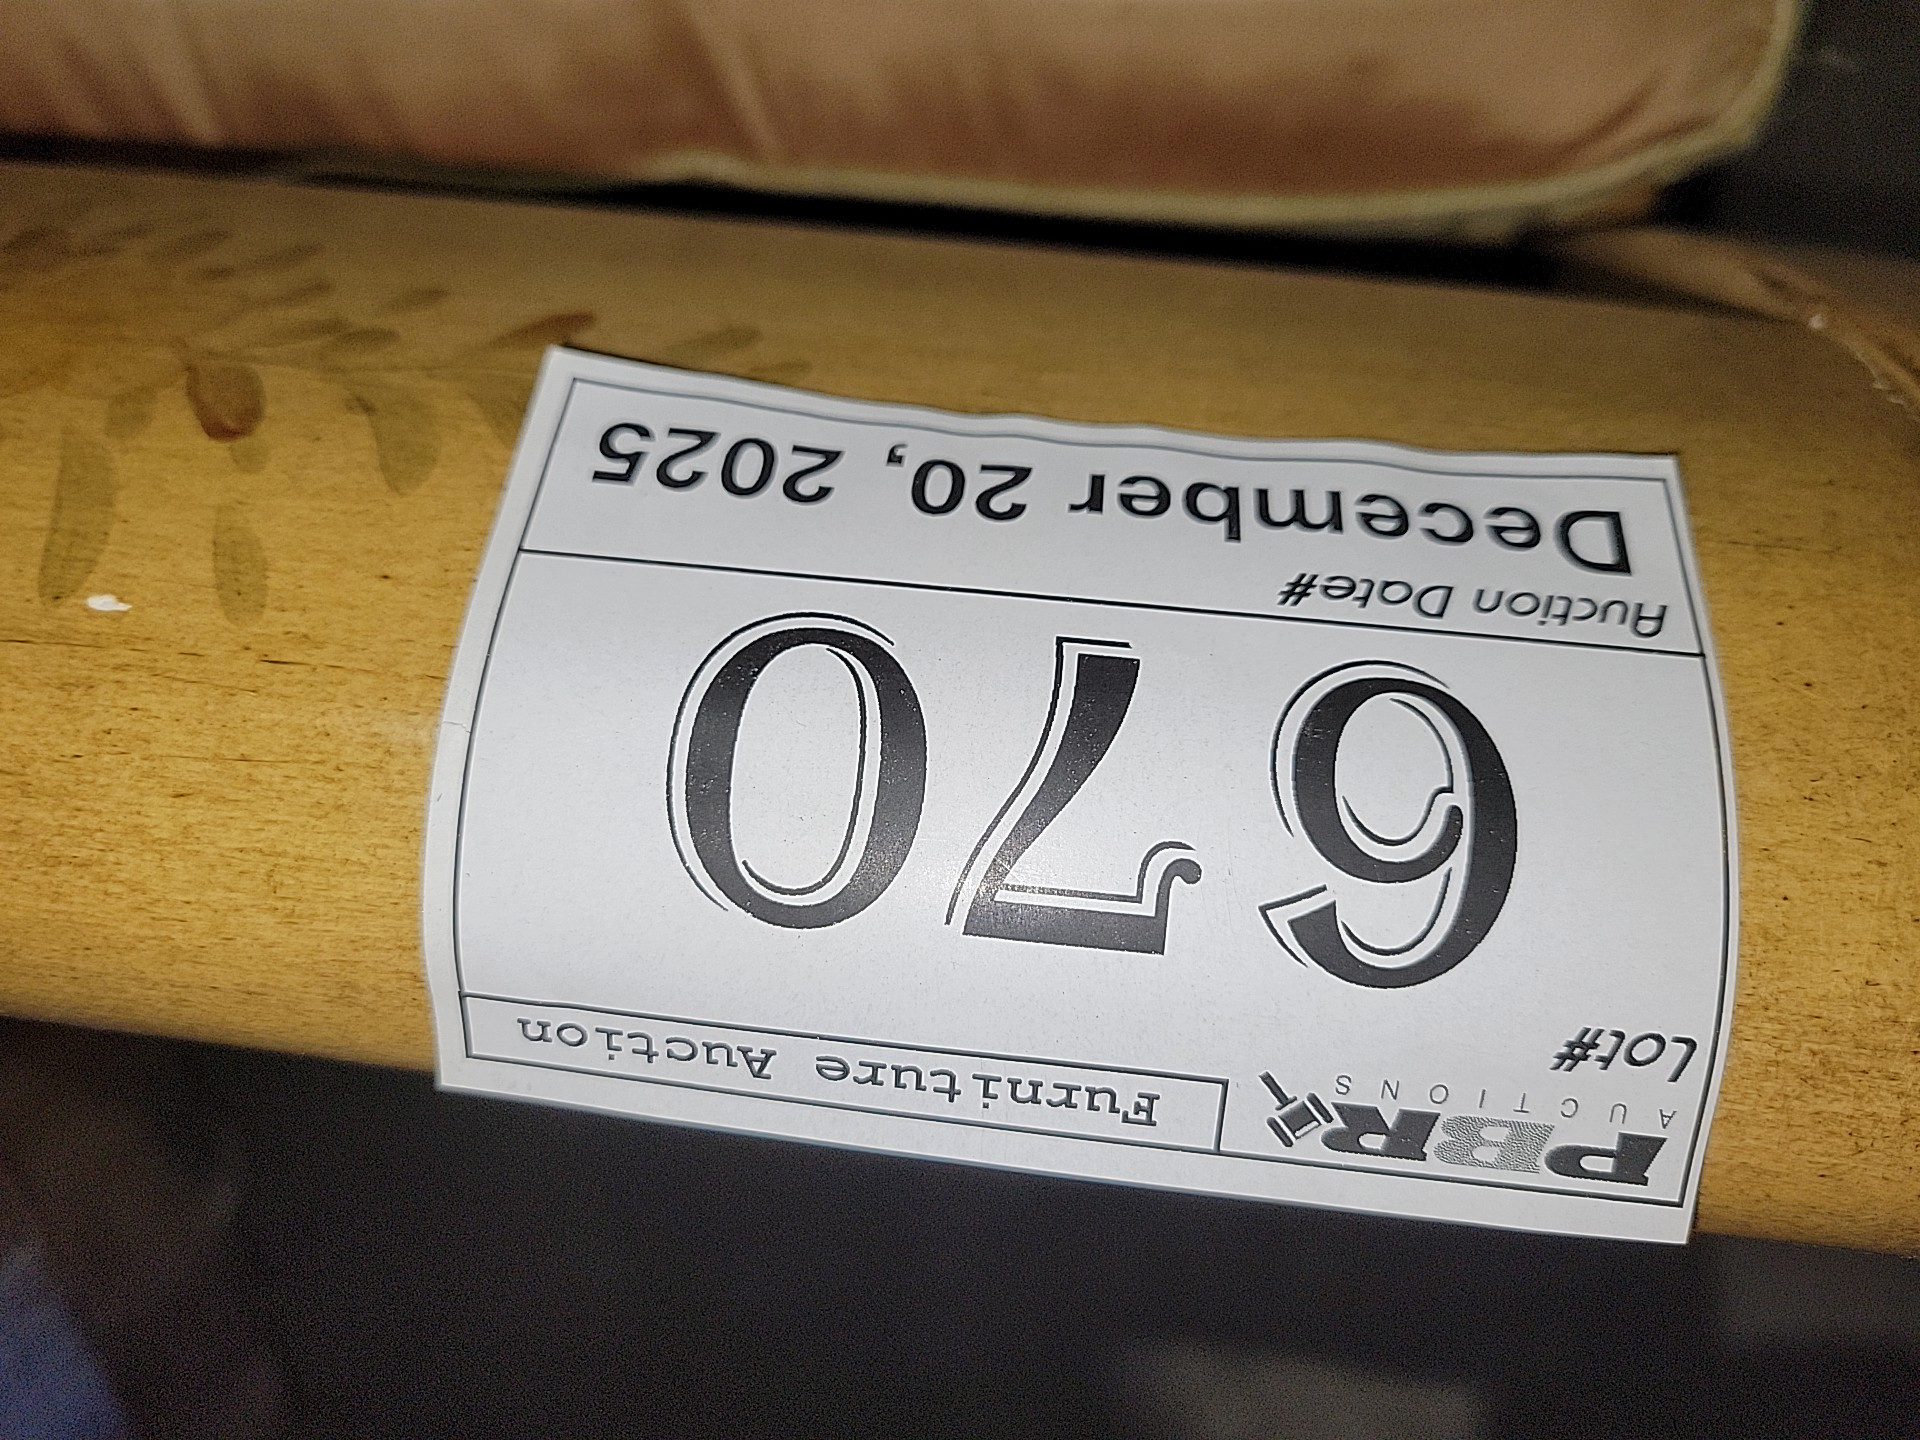 PBR
AUCTIONS
Furniture Auction
Lot#
670
Auction Date#
December 20, 2025